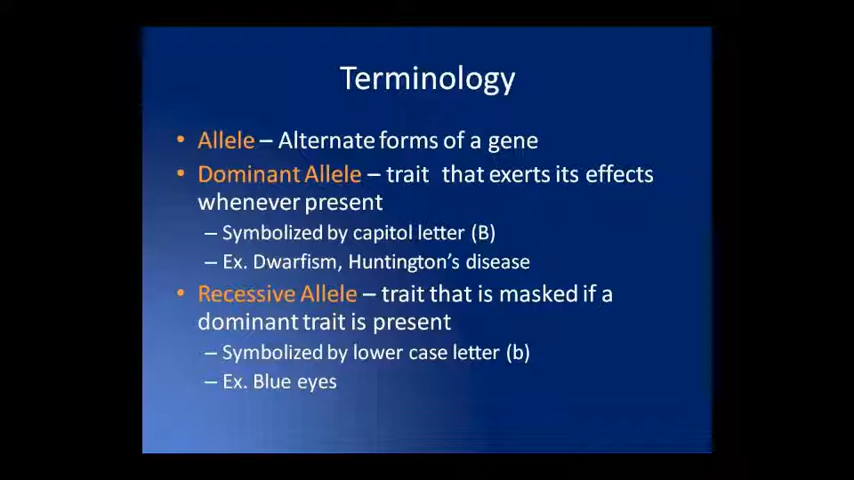 Terminology
• Allele – Alternate forms of a gene
• Dominant Allele – trait that exerts its effects
whenever present
– Symbolized by capitol letter (B)
– Ex. Dwarfism, Huntington's disease
• Recessive Allele – trait that is masked if a
dominant trait is present
– Symbolized by lower case letter (b)
– Ex. Blue eyes